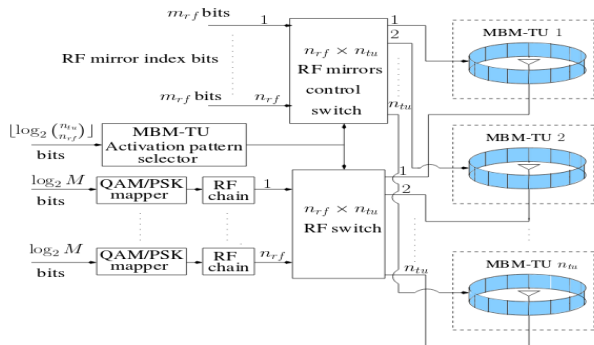 m_{rf} bits 1
RF mirror index bits
m_{rf} bits n_{rf}
n_{rf} × n_{tu}
RF mirrors
control
switch
1
2
n_{tu}
MBM-TU 1
⌊log_2 \binom{n_{tu}}{n_{rf}}⌋
bits
MBM-TU
Activation pattern
selector
MBM-TU 2
log_2 M
bits
QAM/PSK
mapper
RF
chain
1
n_{rf} × n_{tu}
RF switch
1
2
n_{tu}
log_2 M
bits
QAM/PSK
mapper
RF
chain
n_{rf}
MBM-TU n_{tu}